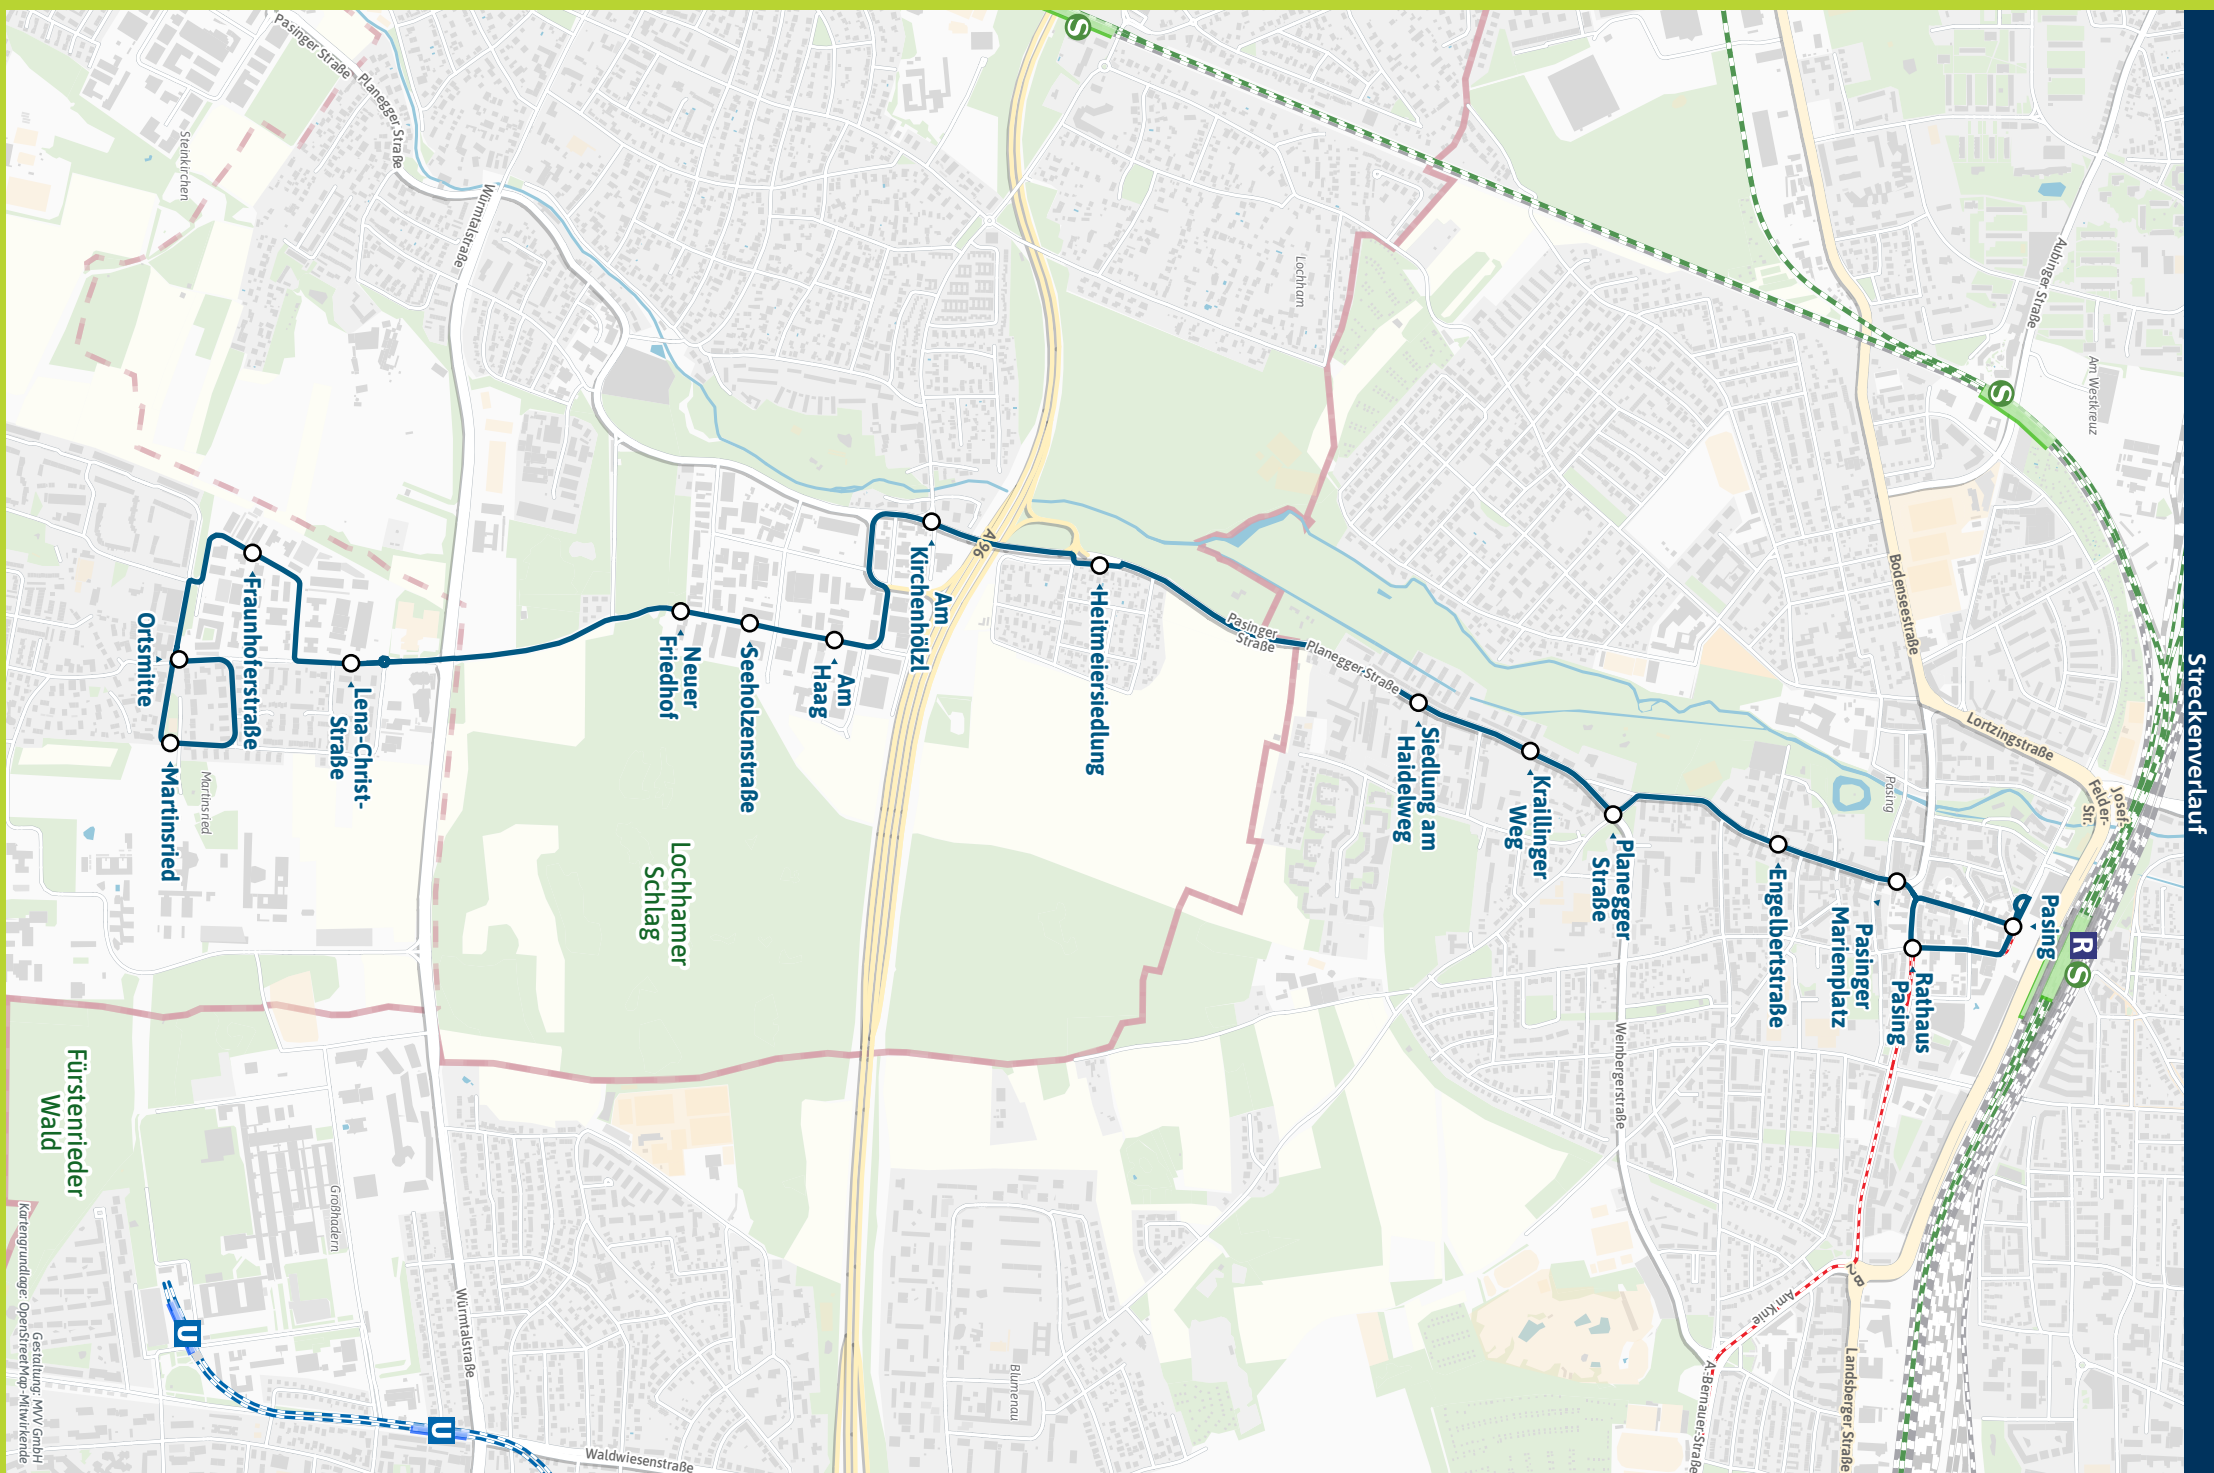 Streckenverlauf
Pasing
R
S
Rathaus
Pasing
Pasinger
Marienplatz
Engelbertstraße
Planegger
Straße
Kraillinger
Weg
Siedlung am
Haidelweg
Heitmeiersiedlung
Am
Kirchenhölzl
Am
Haag
Seeholzenstraße
Neuer
Friedhof
Lena-Christ-
Straße
Fraunhoferstraße
Ortsmitte
Martinsried
S
S
U
U
Aubinger Straße
Am Westkreuz
Bodenseestraße
Lortzingstraße
Josef-
Felder-
Str.
Pasing
Planegger Straße
Pasinger
Straße
Lochham
A 96
Weinbergerstraße
B 2
Am Knie
A.-Bernauer-Straße
Landsberger Straße
Blumenau
Lochhamer
Schlag
Fürstenrieder
Wald
Großhadern
Martinsried
Würmtalstraße
Würmtalstraße
Waldwiesenstraße
Pasinger Straße
Planegger Straße
Steinkirchen
Gestaltung: MVV GmbH
Kartengrundlage: OpenStreetMap-Mitwirkende